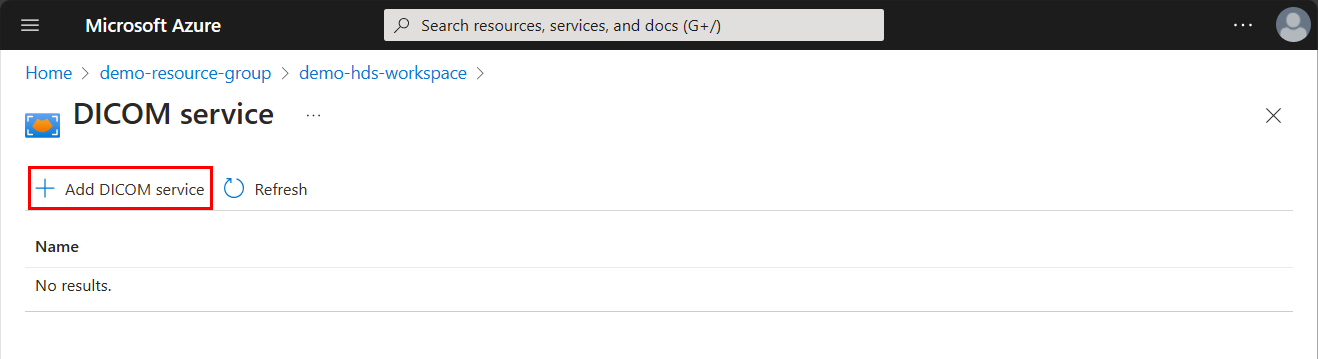 Microsoft Azure
Search resources, services, and docs (G+/)
Home > demo-resource-group > demo-hds-workspace >
DICOM service ...
Add DICOM service Refresh
Name
No results.